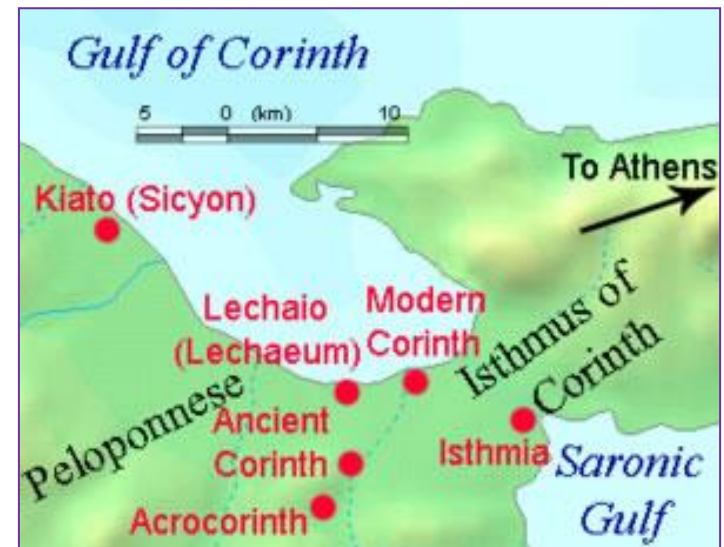 Gulf of Corinth
5 0 (km) 10
To Athens
Kiato (Sicyon)
Lechaio
(Lechaeum)
Modern
Corinth
Isthmus of
Corinth
Peloponnese
Ancient
Corinth
Isthmia
Saronic
Gulf
Acrocorinth